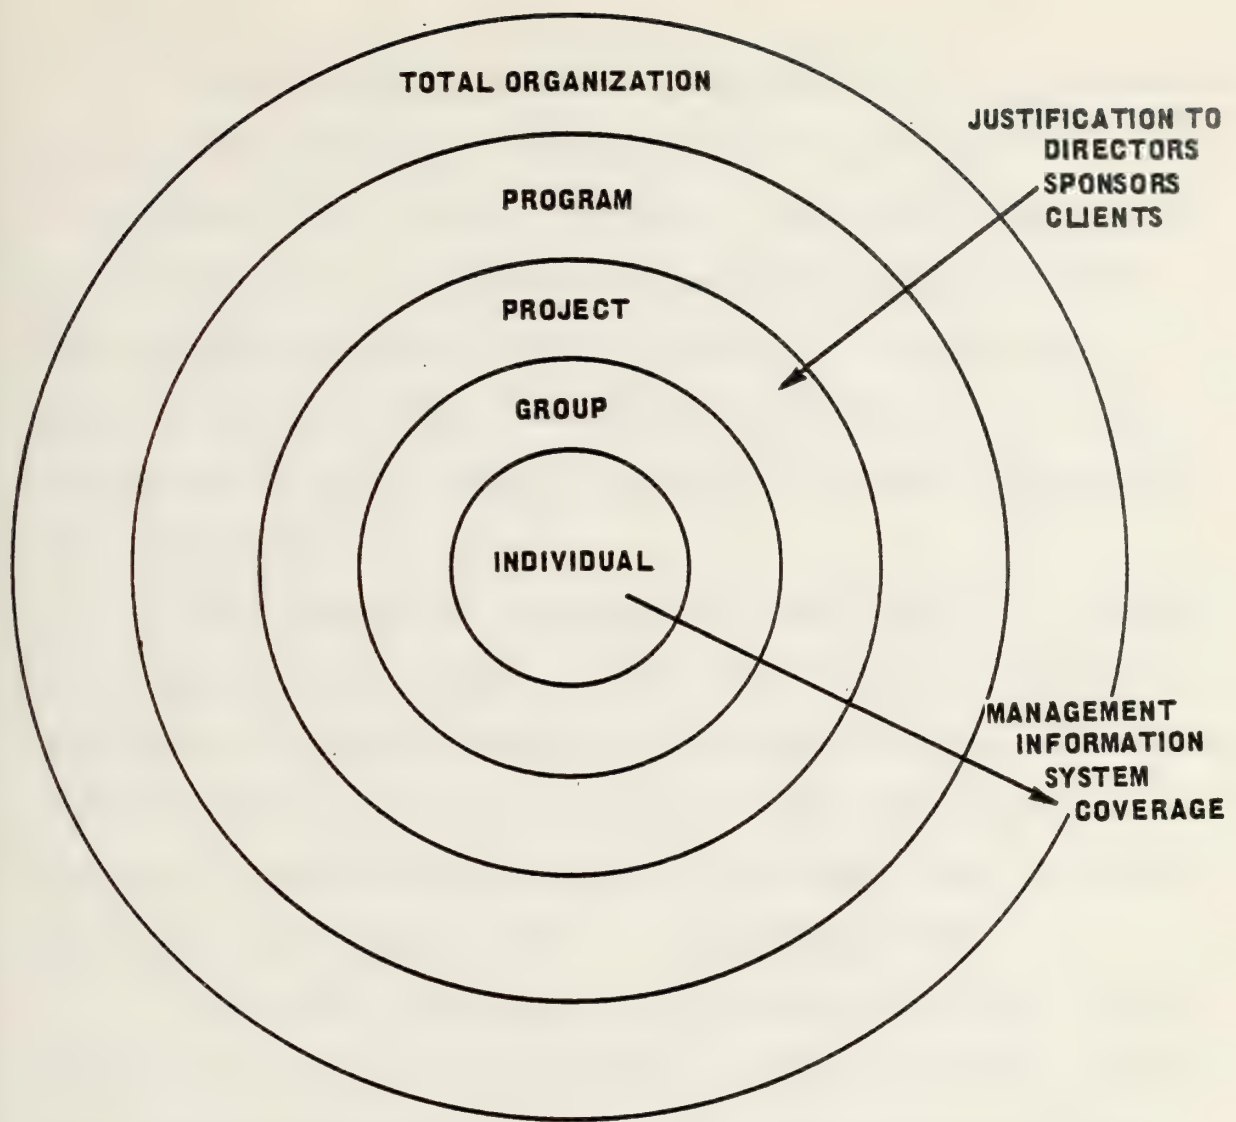 TOTAL ORGANIZATION
JUSTIFICATION TO
DIRECTORS
SPONSORS
CLIENTS
PROGRAM
PROJECT
GROUP
INDIVIDUAL
MANAGEMENT
INFORMATION
SYSTEM
COVERAGE